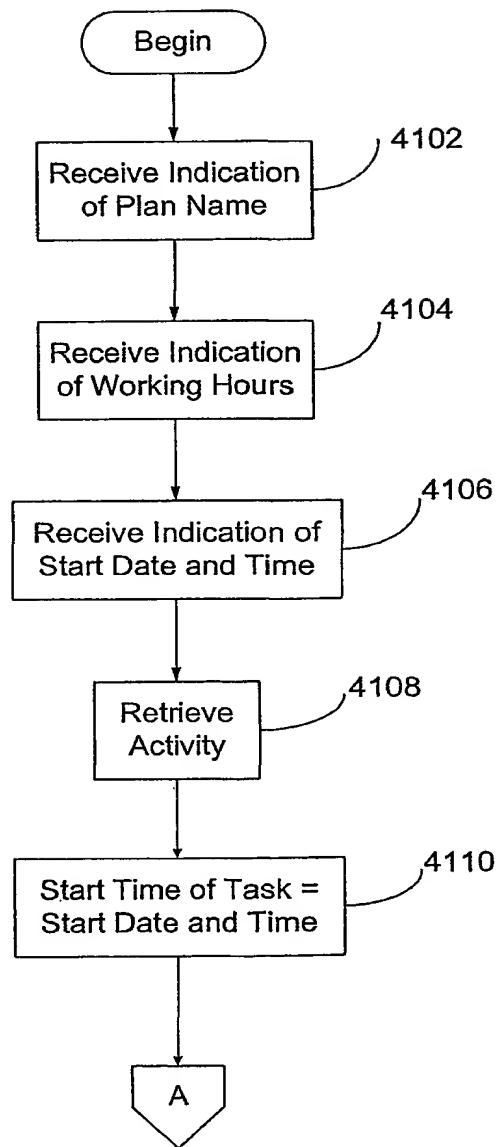 Begin
4102
Receive Indication
of Plan Name
4104
Receive Indication
of Working Hours
4106
Receive Indication of
Start Date and Time
4108
Retrieve
Activity
4110
Start Time of Task =
Start Date and Time
A